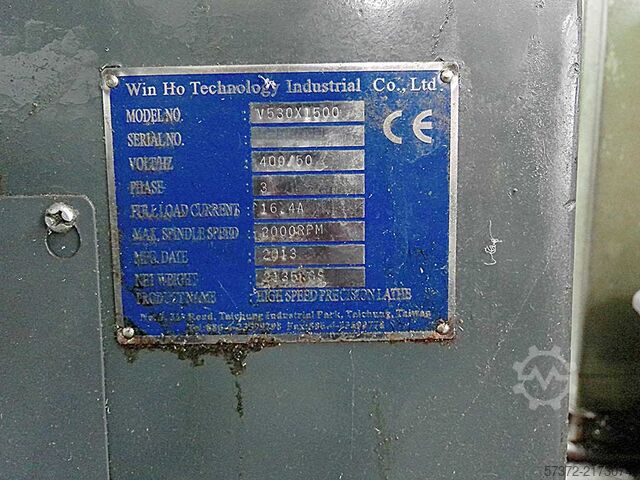 Win Ho Technology Industrial Co., Ltd
MODEL NO. : V530X1500
SERIAL NO. :
VOLT/HZ : 400/50
PHASE : 3
FULL LOAD CURRENT : 16.4A
MAX. SPINDLE SPEED : 2000RPM
MFG. DATE : 2013
NET WEIGHT :
PRODUCT NAME : HIGH SPEED PRECISION LATHE
Road, Taichung Industrial Park, Taichung, Taiwan
CE